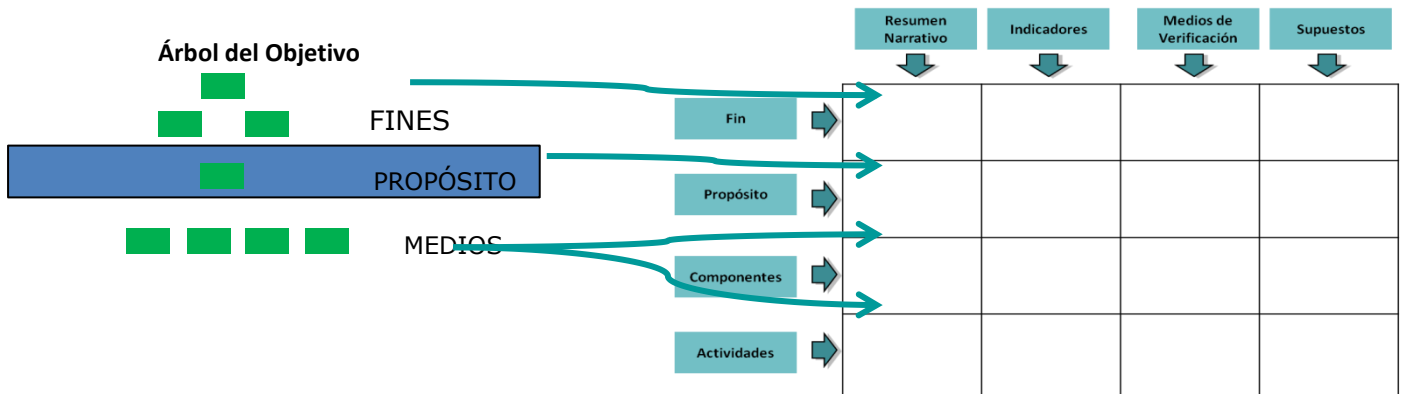 Árbol del Objetivo
FINES
PROPÓSITO
MEDIOS
Resumen
Narrativo
Indicadores
Medios de
Verificación
Supuestos
Fin
Propósito
Componentes
Actividades